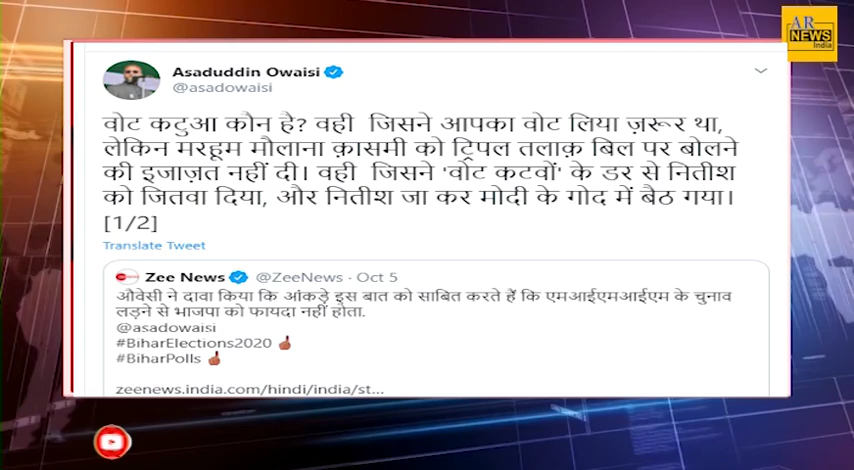 AR
NEWS
India
Asaduddin Owaisi
@asadowaisi
वोट कटुआ कौन है? वही जिसने आपका वोट लिया ज़रूर था,
लेकिन मरहूम मौलाना क़ासमी को ट्रिपल तलाक़ बिल पर बोलने
की इजाज़त नहीं दी। वही जिसने 'वोट कटवों' के डर से नितीश
को जितवा दिया, और नितीश जा कर मोदी के गोद में बैठ गया।
[1/2]
Translate Tweet
Zee News @ZeeNews · Oct 5
औवेसी ने दावा किया कि आंकड़े इस बात को साबित करते हैं कि एमआईएमआईएम के चुनाव
लड़ने से भाजपा को फायदा नहीं होता.
@asadowaisi
#BiharElections2020
#BiharPolls
zeenews.india.com/hindi/india/st...